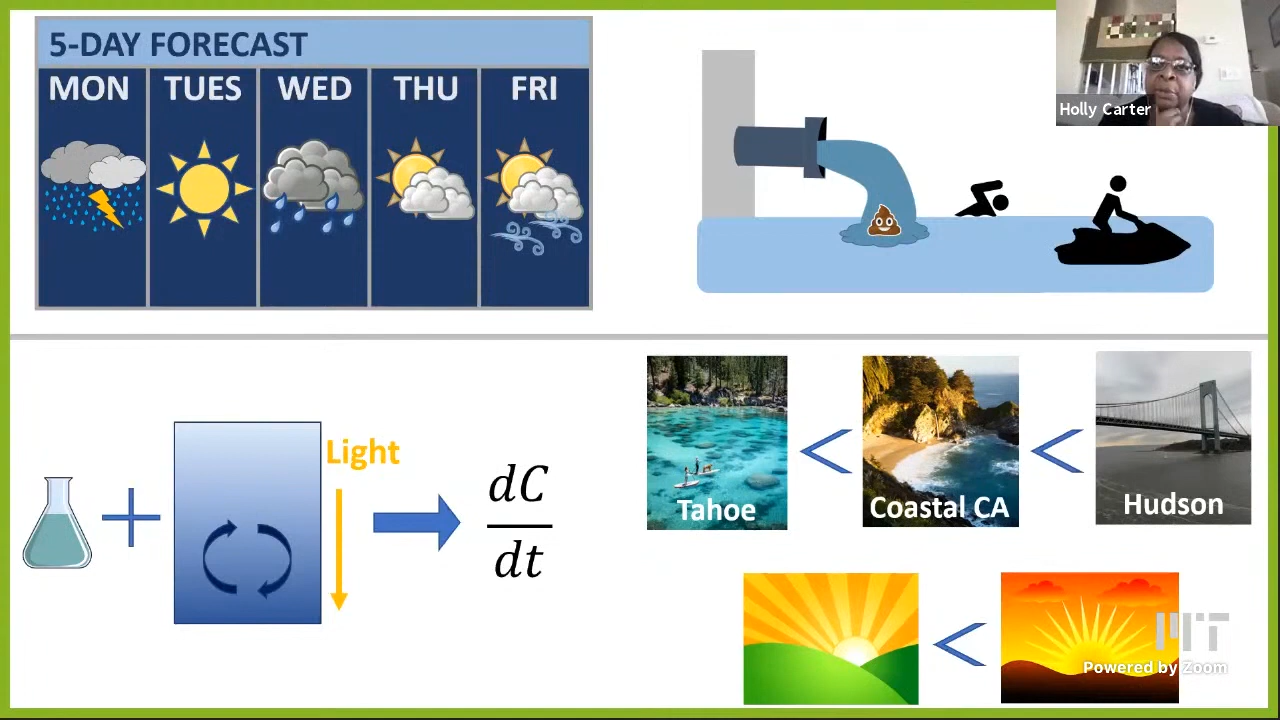 5-DAY FORECAST
MON TUES WED THU FRI
Holly Carter
Light
dC
dt
Tahoe < Coastal CA < Hudson
<
MIT
Powered by Zoom